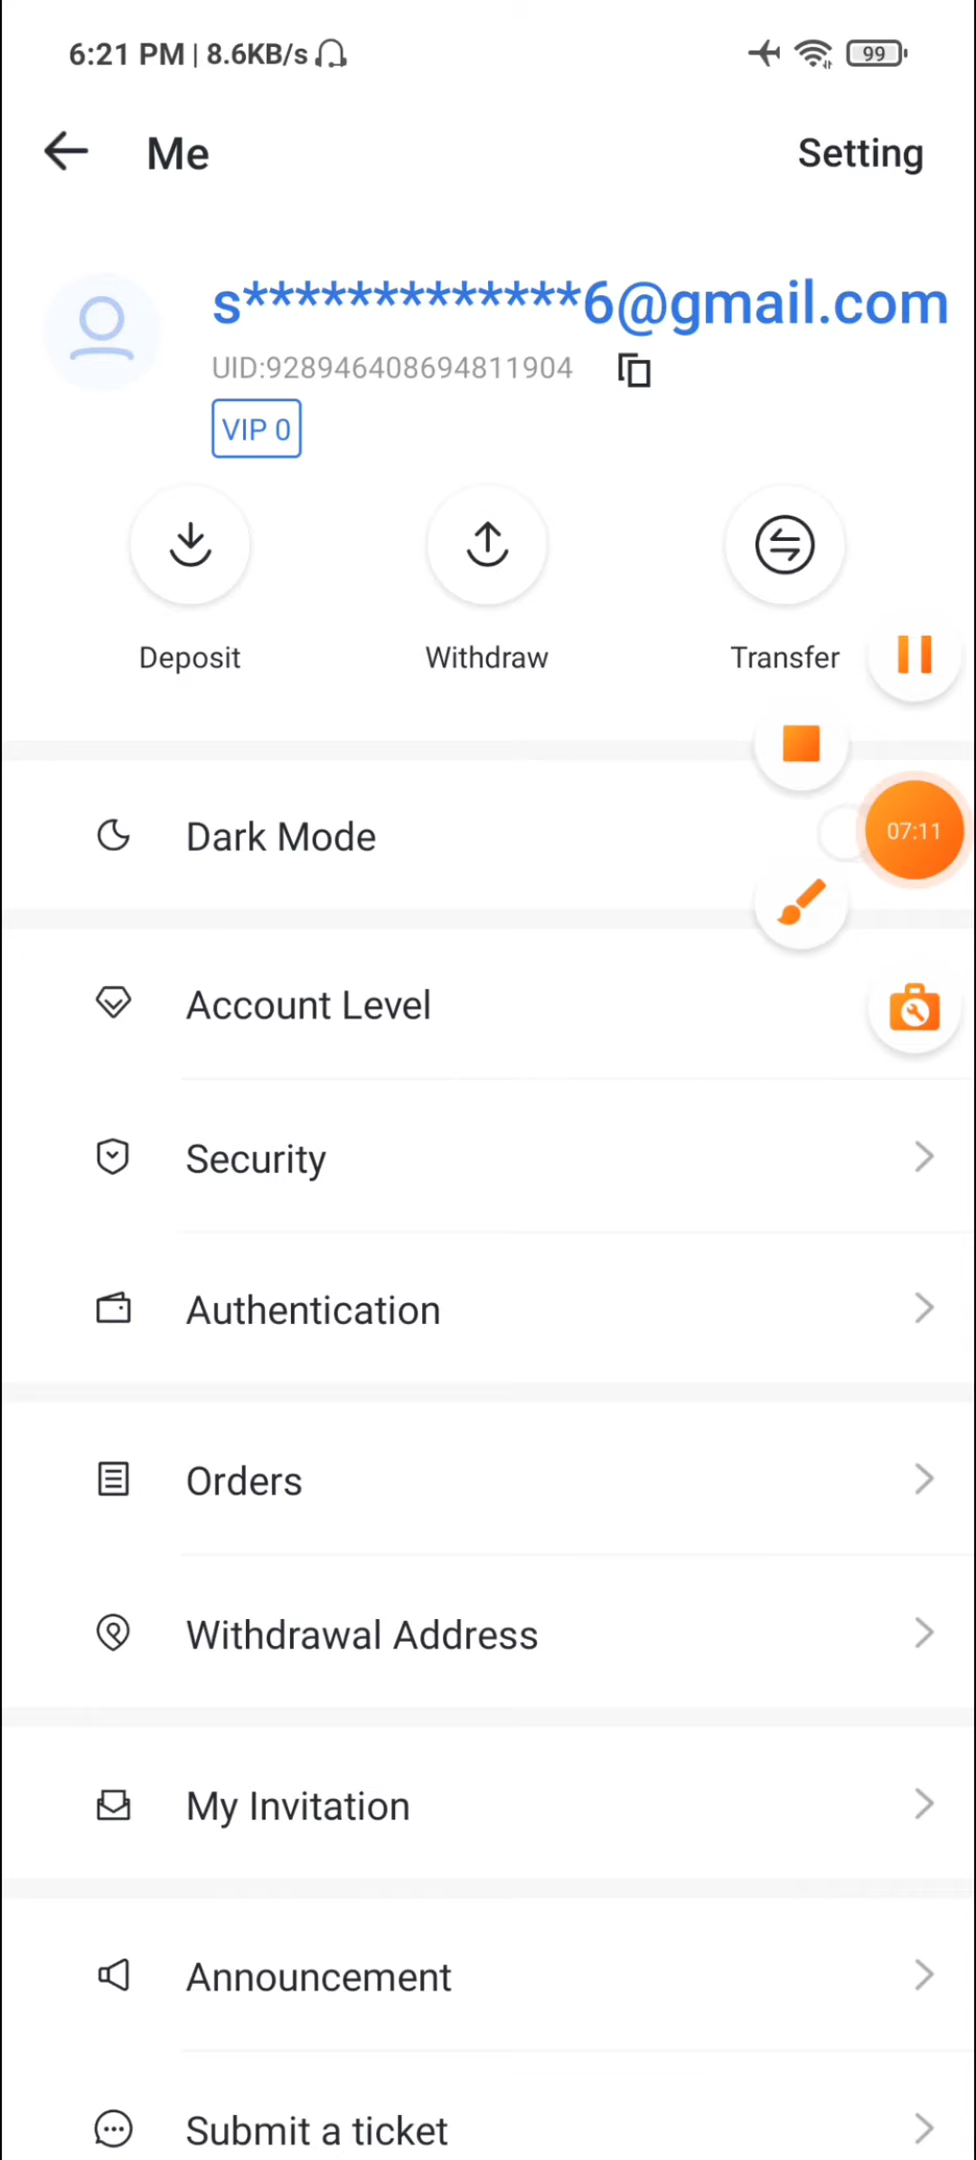 6:21 PM | 8.6KB/s 99
Me Setting
s*************6@gmail.com
UID:928946408694811904
VIP 0
Deposit Withdraw Transfer
Dark Mode 07:11
Account Level
Security
Authentication
Orders
Withdrawal Address
My Invitation
Announcement
Submit a ticket